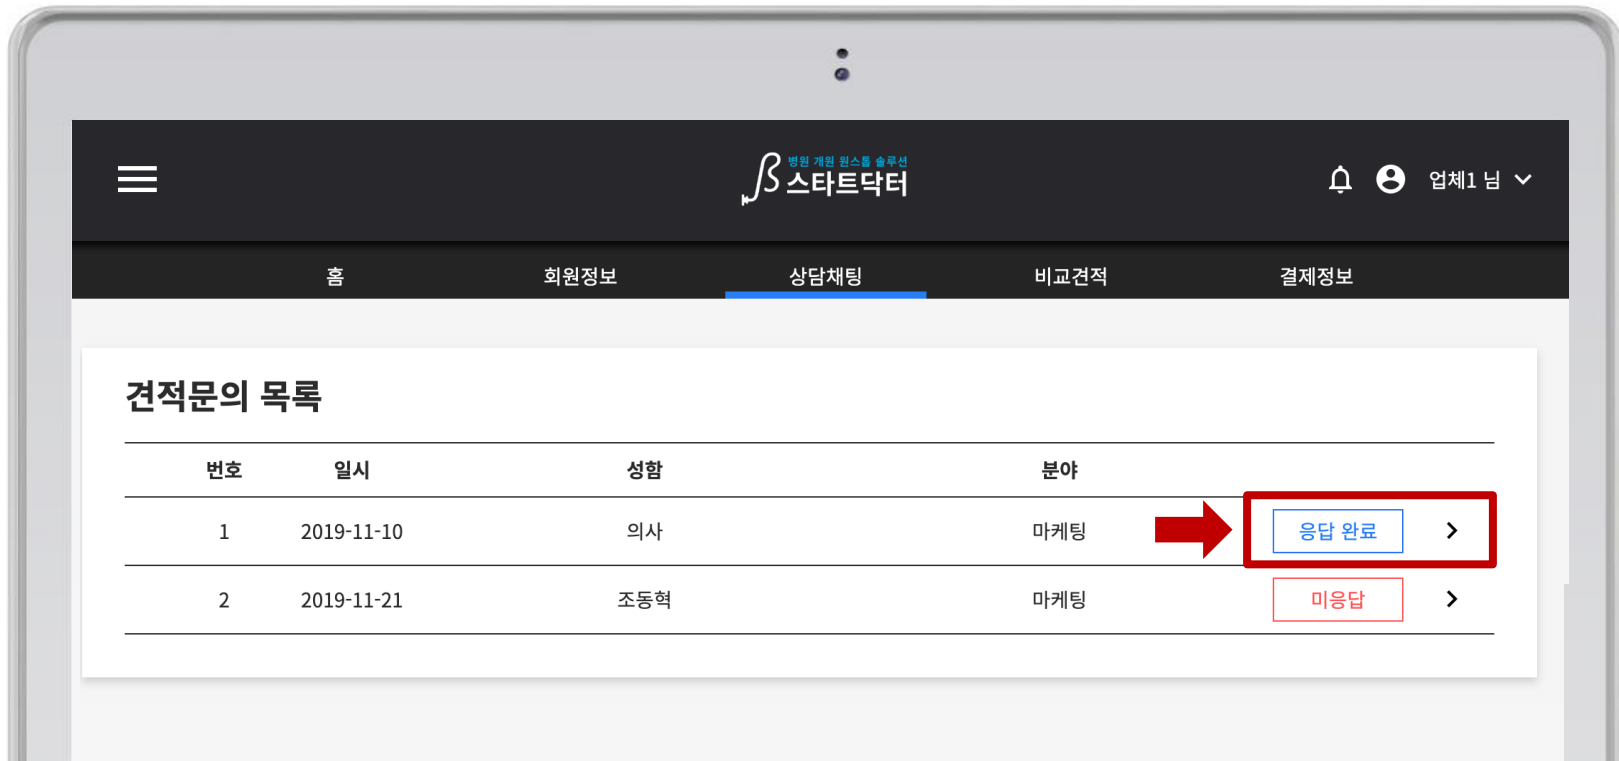 병원 개원 원스톱 솔루션
스타트닥터
업체1 님
홈 회원정보 상담채팅 비교견적 결제정보
견적문의 목록
번호 일시 성함 분야
1 2019-11-10 의사 마케팅 응답 완료
2 2019-11-21 조동혁 마케팅 미응답